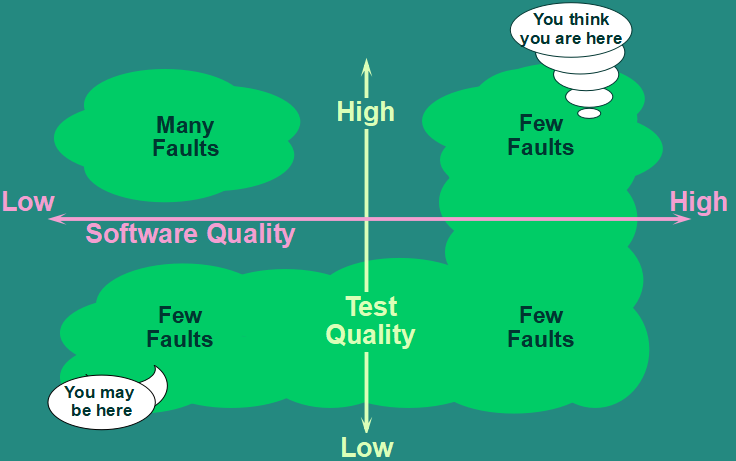 You think
you are here
High
Many
Faults
Few
Faults
Low
High
Software Quality
Few
Faults
Test
Quality
Few
Faults
You may
be here
Low